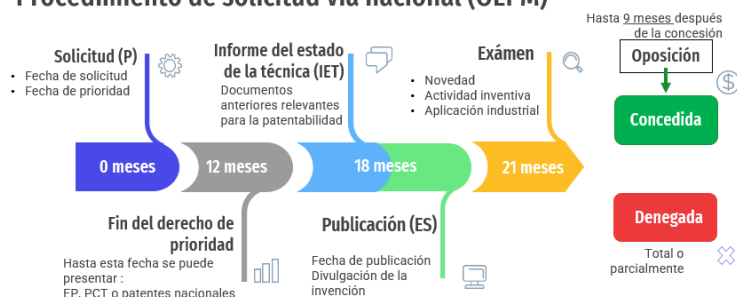 Procedimiento de solicitud vía nacional (OEPM)
Solicitud (P)
• Fecha de solicitud
• Fecha de prioridad
Informe del estado
de la técnica (IET)
Documentos
anteriores relevantes
para la patentabilidad
Exámen
• Novedad
• Actividad inventiva
• Aplicación industrial
Hasta 9 meses después
de la concesión
Oposición
Concedida
0 meses
12 meses
18 meses
21 meses
Fin del derecho de
prioridad
Hasta esta fecha se puede
presentar :
EP, PCT o patentes nacionales
Publicación (ES)
Fecha de publicación
Divulgación de la
invención
Denegada
Total o
parcialmente